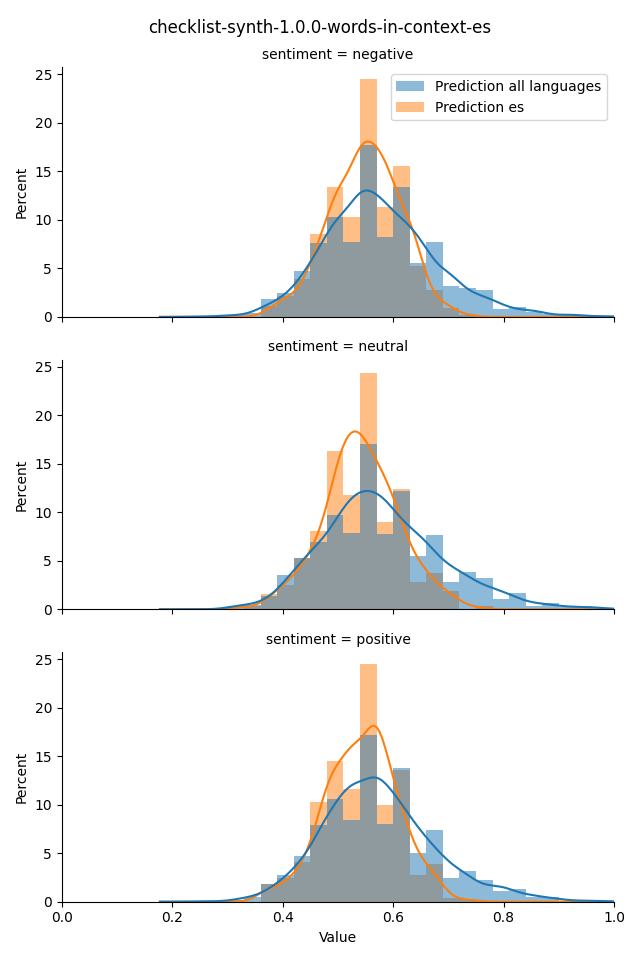 checklist-synth-1.0.0-words-in-context-es
sentiment = negative
25
20
15
10
5
0
Percent
Prediction all languages
Prediction es
sentiment = neutral
25
20
15
10
5
0
Percent
sentiment = positive
25
20
15
10
5
0
Percent
0.0 0.2 0.4 0.6 0.8 1.0
Value